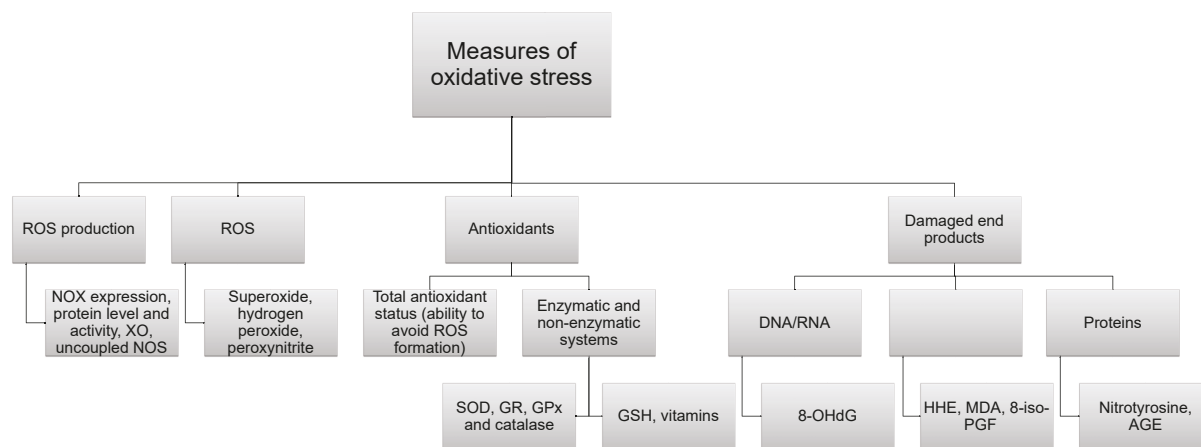 Measures of
oxidative stress
ROS production
ROS
Antioxidants
Damaged end
products
NOX expression,
protein level and
activity, XO,
uncoupled NOS
Superoxide,
hydrogen
peroxide,
peroxynitrite
Total antioxidant
status (ability to
avoid ROS
formation)
Enzymatic and
non-enzymatic
systems
DNA/RNA
Proteins
SOD, GR, GPx
and catalase
GSH, vitamins
8-OHdG
HHE, MDA, 8-iso-
PGF
Nitrotyrosine,
AGE